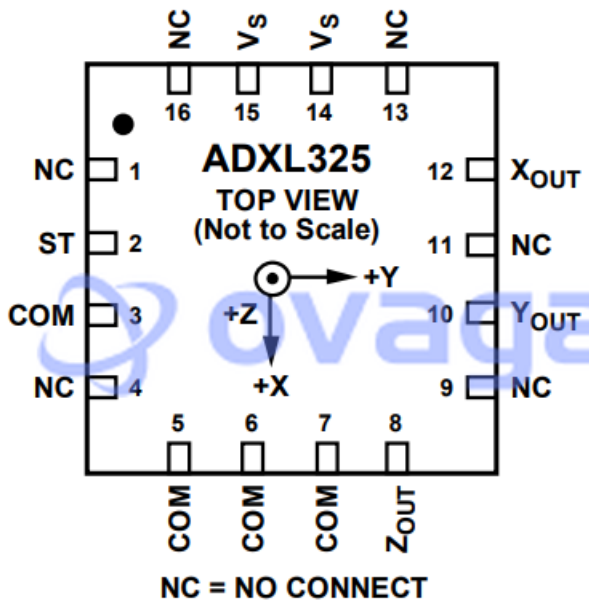 NC VS VS NC
16 15 14 13
ADXL325
TOP VIEW
(Not to Scale)
NC 1 12 XOUT
ST 2 11 NC
+Y
COM 3 +Z 10 YOUT
ovaga
NC 4 +X 9 NC
5 6 7 8
COM COM COM ZOUT
NC = NO CONNECT